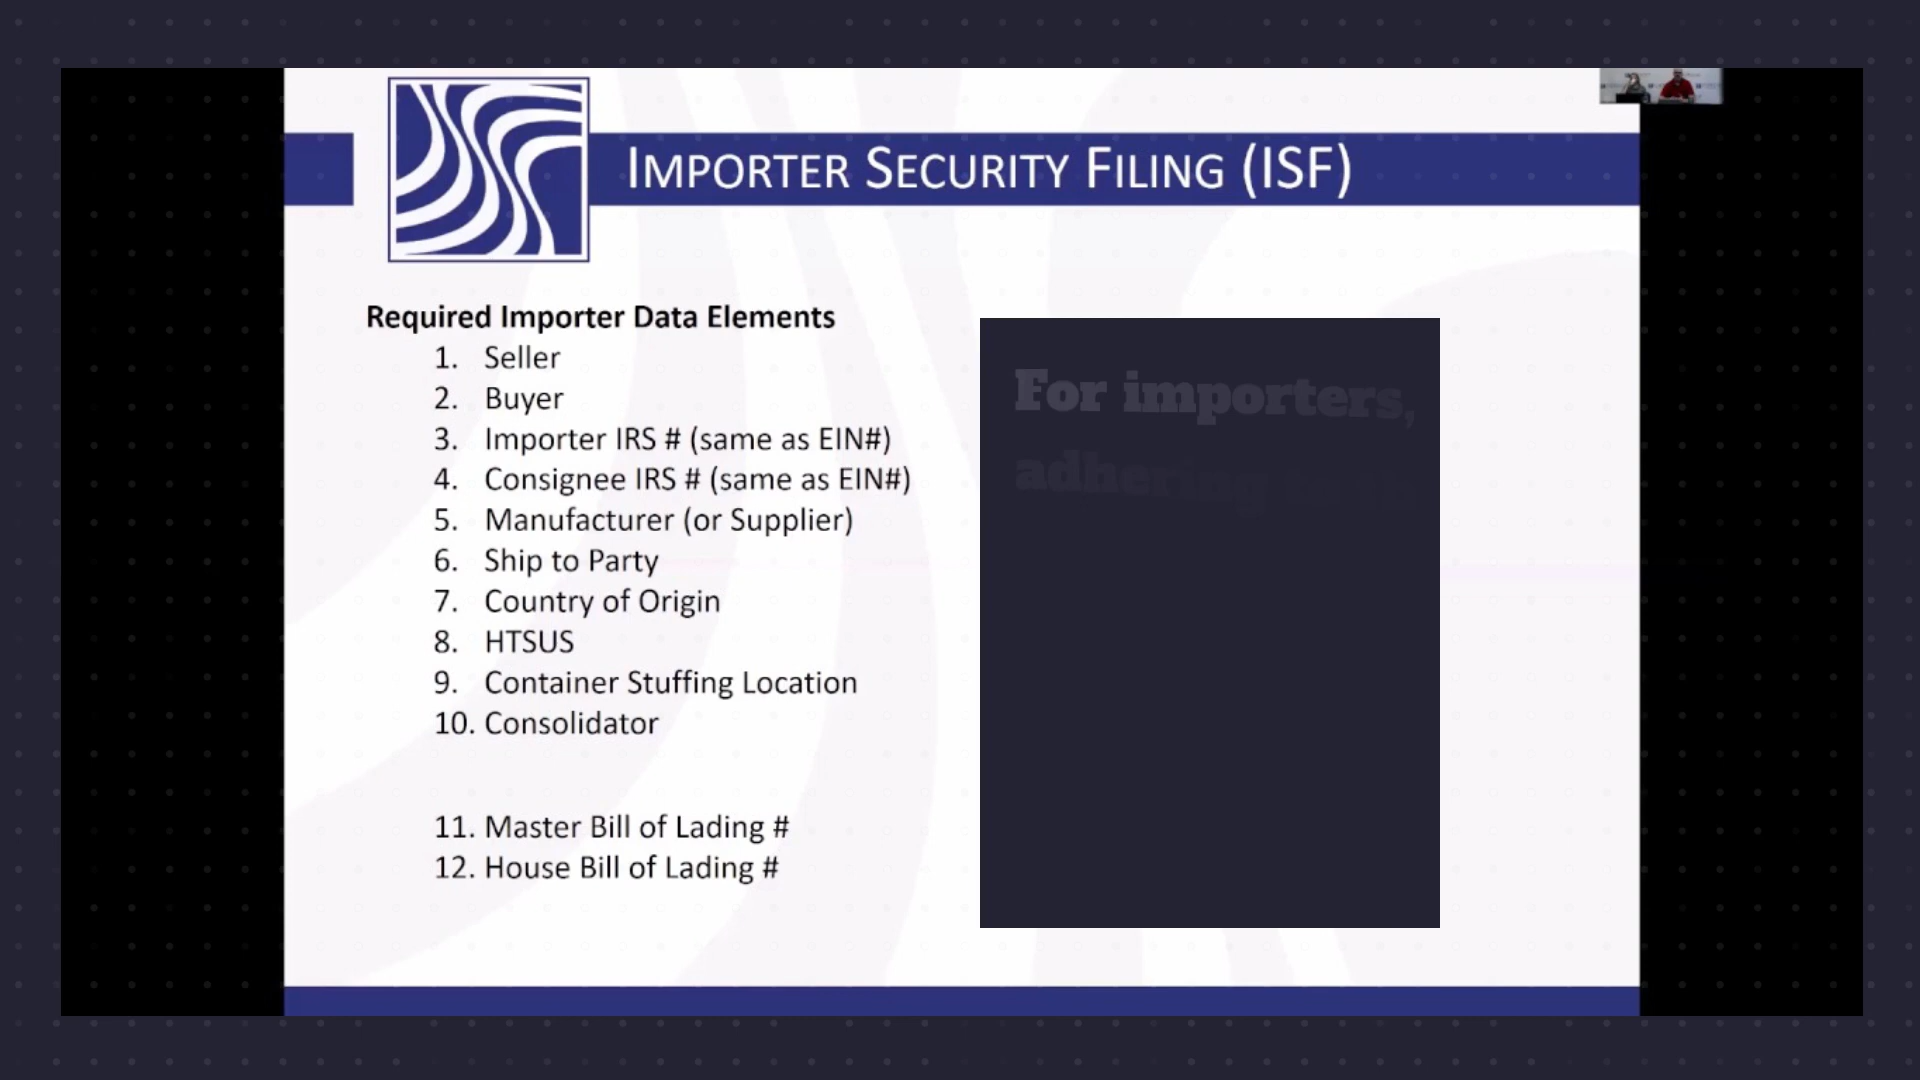 IMPORTER SECURITY FILING (ISF)
Required Importer Data Elements
1. Seller
2. Buyer
3. Importer IRS # (same as EIN#)
4. Consignee IRS # (same as EIN#)
5. Manufacturer (or Supplier)
6. Ship to Party
7. Country of Origin
8. HTSUS
9. Container Stuffing Location
10. Consolidator
11. Master Bill of Lading #
12. House Bill of Lading #
For importers,
adhering